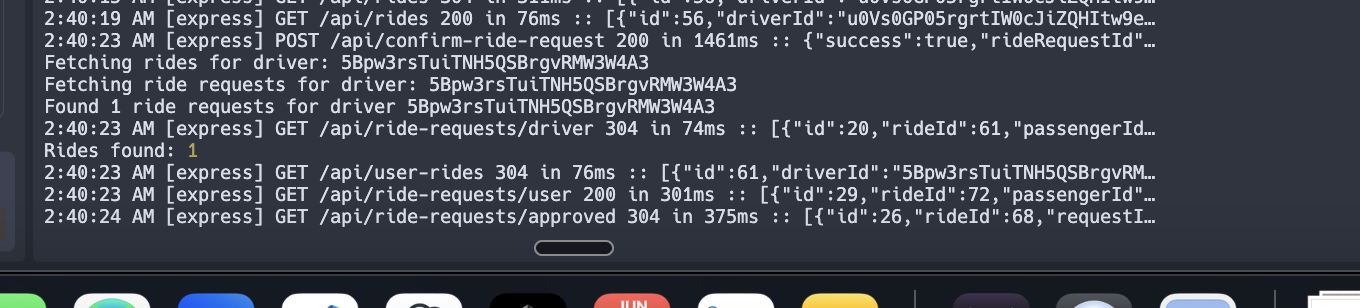 2:40:19 AM [express] GET /api/rides 200 in 76ms :: [{"id":56,"driverId":"u0Vs0GP05rgrtIW0cJiZQHItw9e…
2:40:23 AM [express] POST /api/confirm-ride-request 200 in 1461ms :: {"success":true,"rideRequestId"…
Fetching rides for driver: 5Bpw3rsTuiTNH5QSBrgvRMW3W4A3
Fetching ride requests for driver: 5Bpw3rsTuiTNH5QSBrgvRMW3W4A3
Found 1 ride requests for driver 5Bpw3rsTuiTNH5QSBrgvRMW3W4A3
2:40:23 AM [express] GET /api/ride-requests/driver 304 in 74ms :: [{"id":20,"rideId":61,"passengerId…
Rides found: 1
2:40:23 AM [express] GET /api/user-rides 304 in 76ms :: [{"id":61,"driverId":"5Bpw3rsTuiTNH5QSBrgvRM…
2:40:23 AM [express] GET /api/ride-requests/user 200 in 301ms :: [{"id":29,"rideId":72,"passengerId"…
2:40:24 AM [express] GET /api/ride-requests/approved 304 in 375ms :: [{"id":26,"rideId":68,"requestI…
JUN